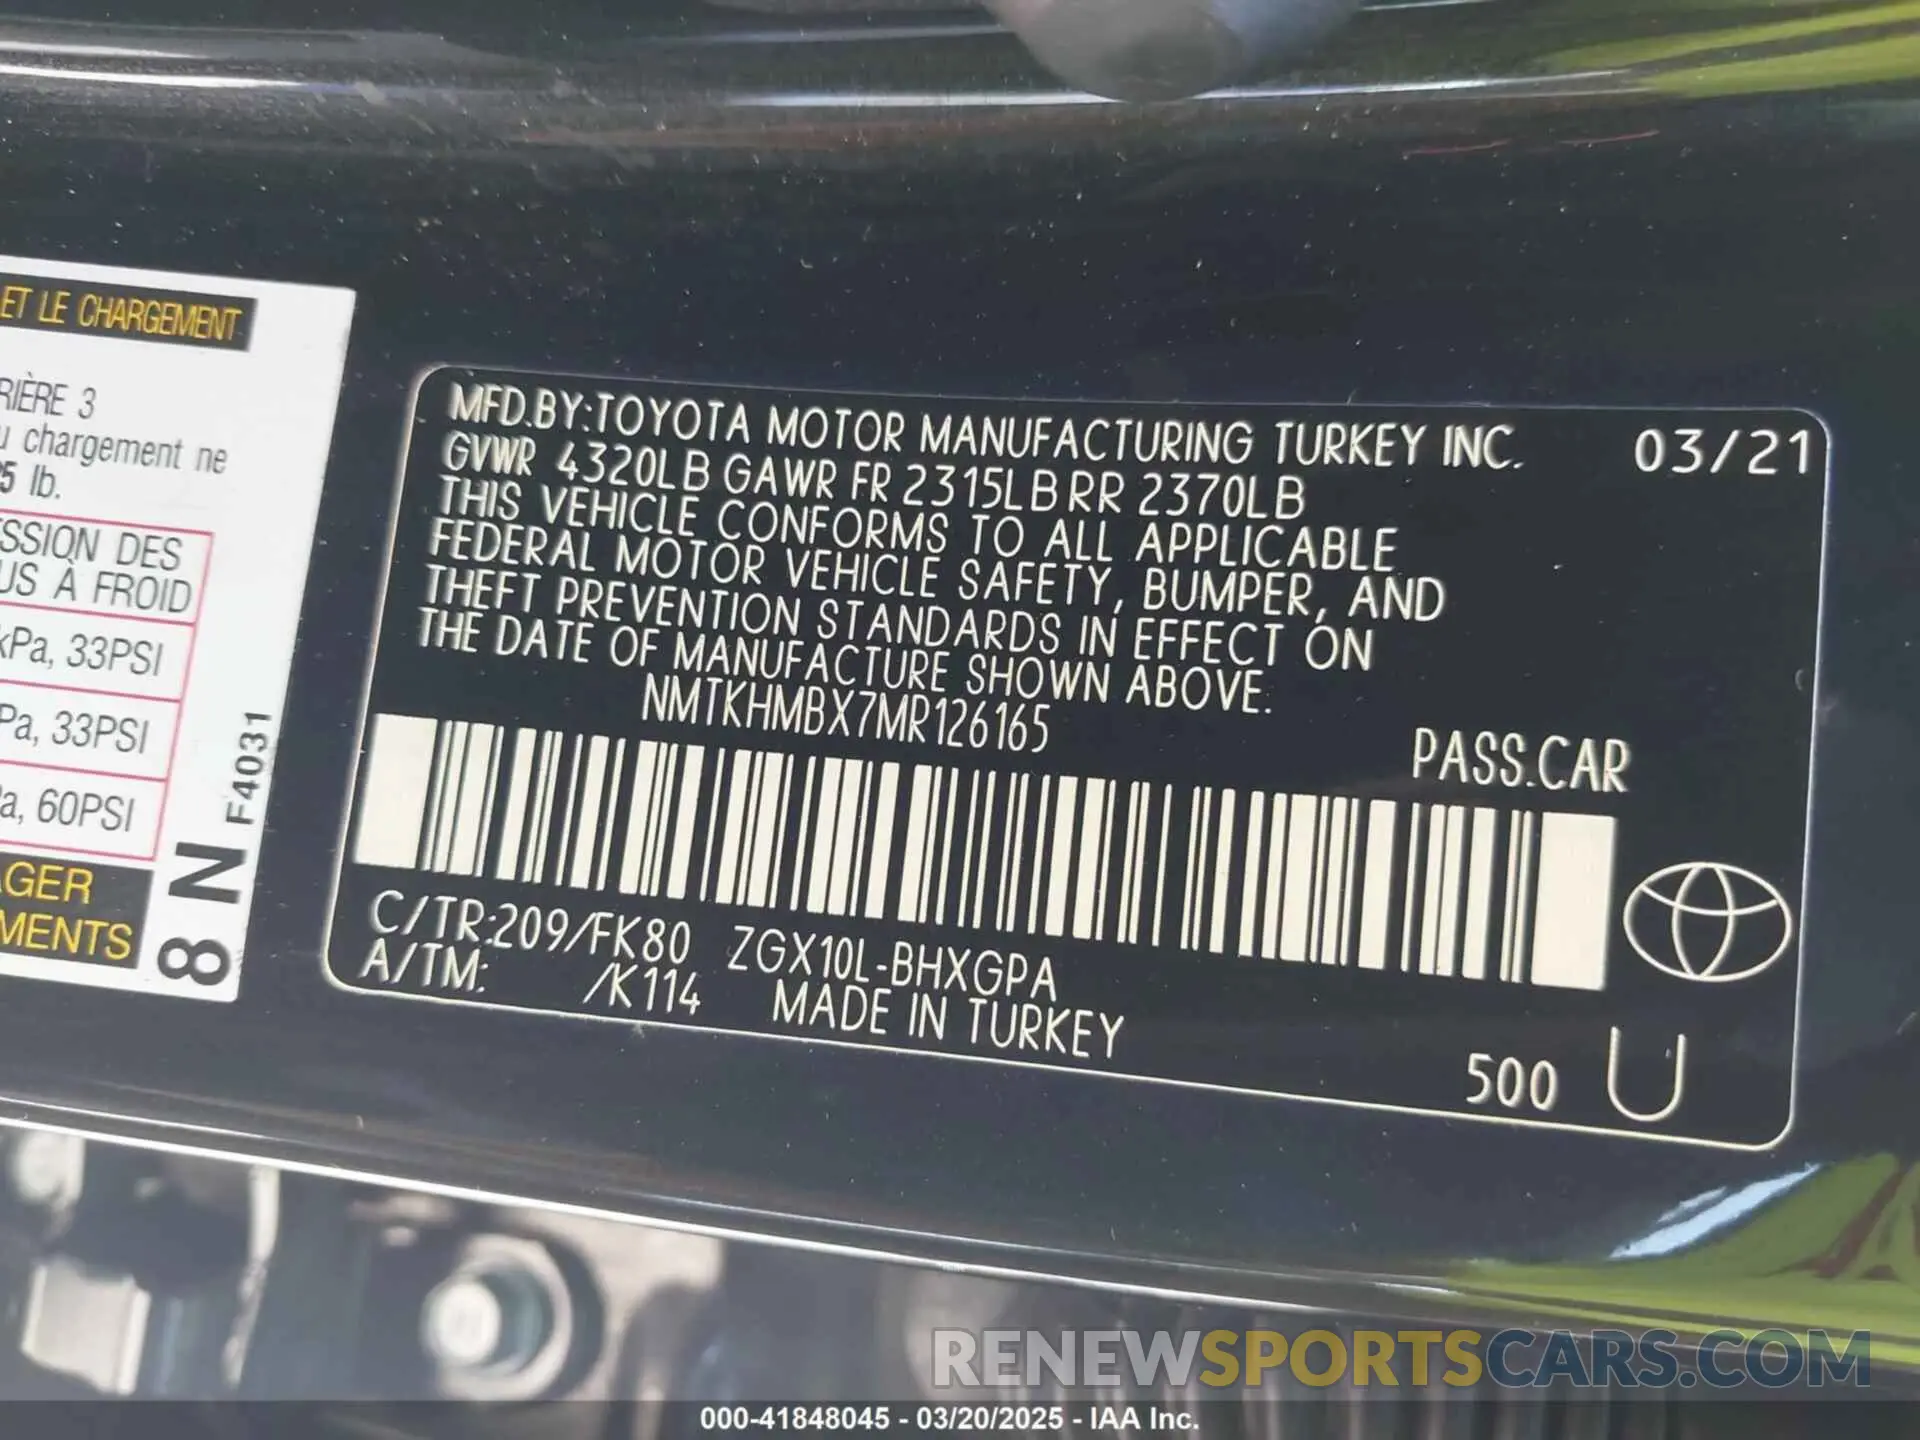 ET LE CHARGEMENT
RIÈRE 3
chargement ne
5 lb.
SSION DES
US À FROID
kPa, 33PSI
Pa, 33PSI
a, 60PSI
AGER
MENTS
8 N
F4031
MFD.BY:TOYOTA MOTOR MANUFACTURING TURKEY INC. 03/21
GVWR 4320LB GAWR FR 2315LB RR 2370LB
THIS VEHICLE CONFORMS TO ALL APPLICABLE
FEDERAL MOTOR VEHICLE SAFETY, BUMPER, AND
THEFT PREVENTION STANDARDS IN EFFECT ON
THE DATE OF MANUFACTURE SHOWN ABOVE.
NMTKHMBX7MR126165
PASS.CAR
C/TR:209/FK80 ZGX10L-BHXGPA
A/TM: /K114 MADE IN TURKEY
500 U
RENEWSPORTSCARS.COM
000-41848045 - 03/20/2025 - IAA Inc.